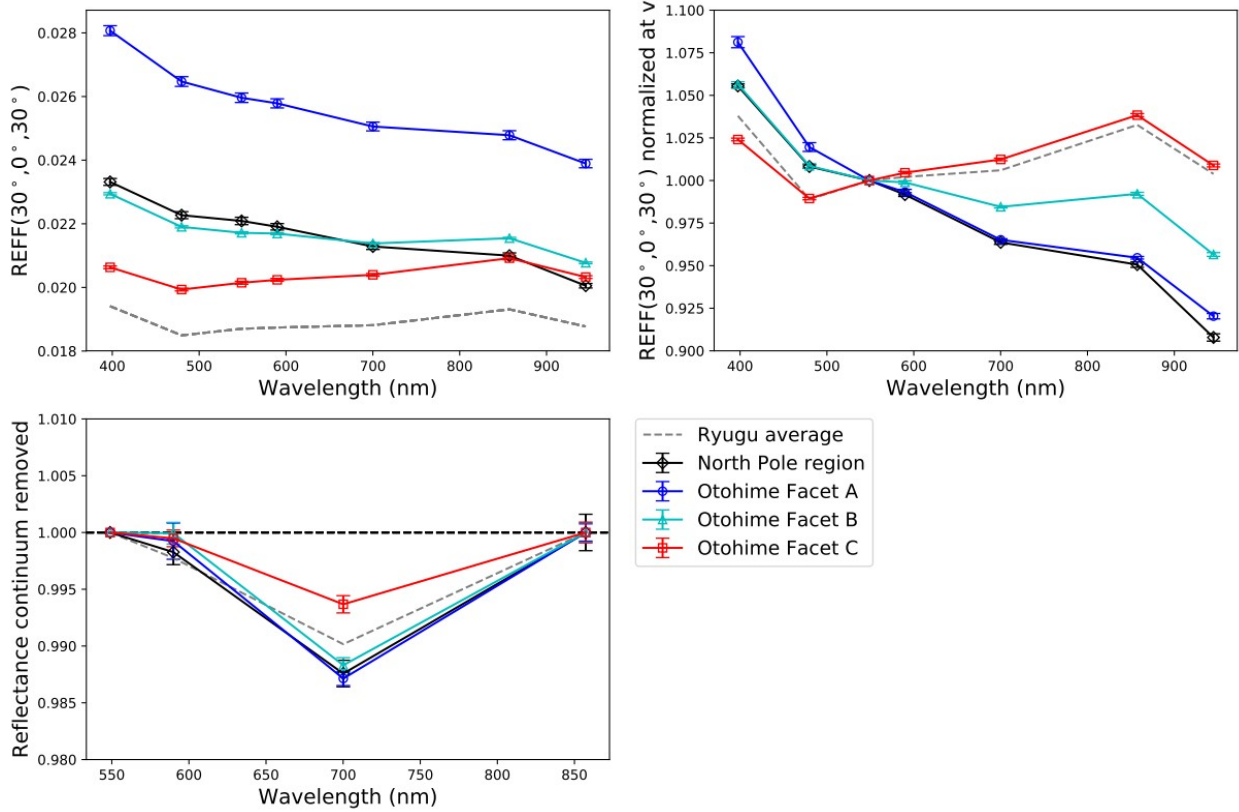 REFF(30°,0°,30°)
0.028
0.026
0.024
0.022
0.020
0.018
400 500 600 700 800 900
Wavelength (nm)
REFF(30°,0°,30°) normalized at v
1.100
1.075
1.050
1.025
1.000
0.975
0.950
0.925
0.900
400 500 600 700 800 900
Wavelength (nm)
Reflectance continuum removed
1.010
1.005
1.000
0.995
0.990
0.985
0.980
550 600 650 700 750 800 850
Wavelength (nm)
Ryugu average
North Pole region
Otohime Facet A
Otohime Facet B
Otohime Facet C